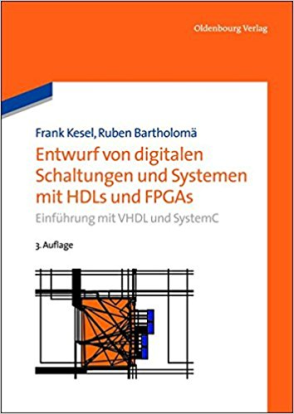 Oldenbourg Verlag
Frank Kesel, Ruben Bartholomä
Entwurf von digitalen
Schaltungen und Systemen
mit HDLs und FPGAs
Einführung mit VHDL und SystemC
3. Auflage